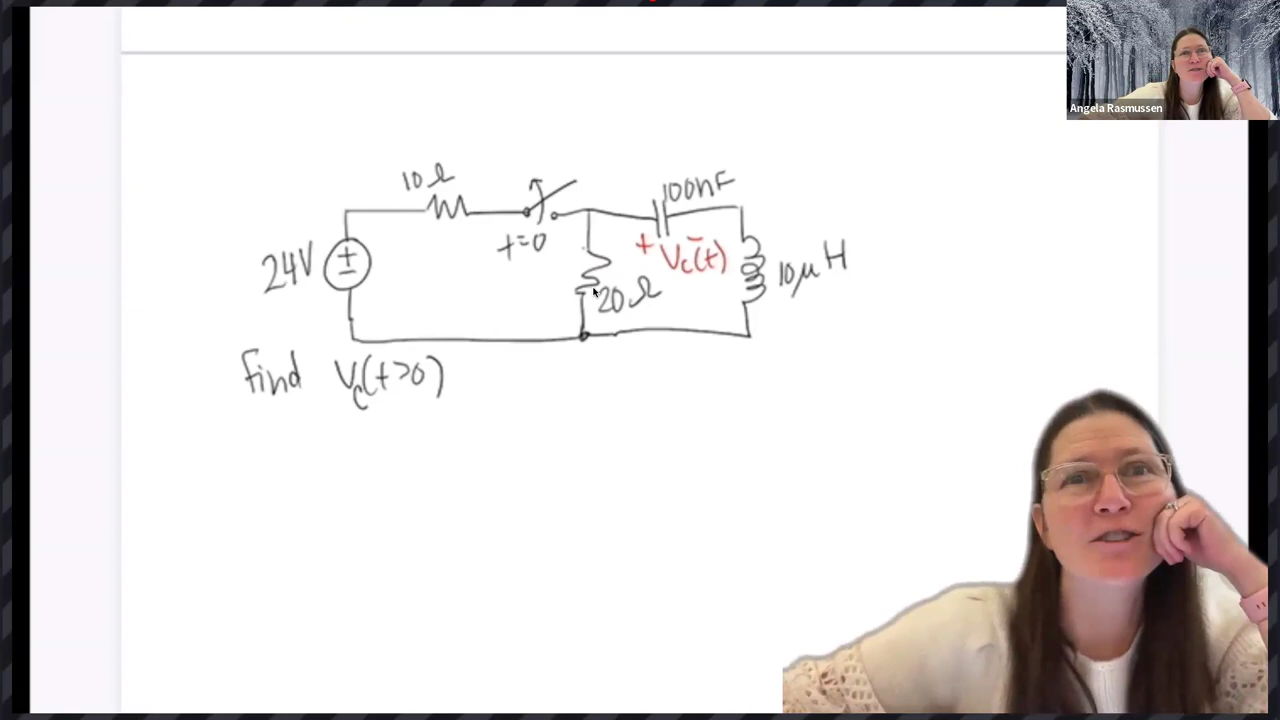 Angela Rasmussen
10Ω
100nF
t=0
+ Vc(t) -
24V
20Ω
10μH
find Vc(t>0)